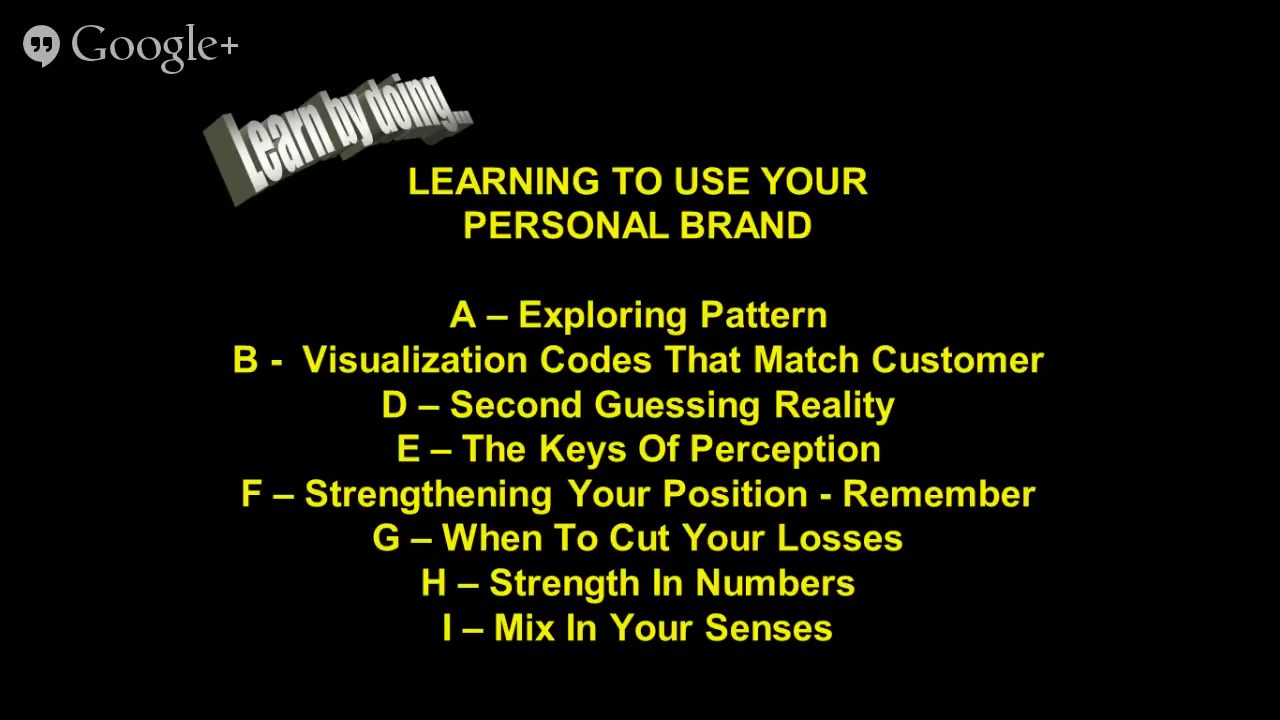 Google+
Learn by doing...
LEARNING TO USE YOUR
PERSONAL BRAND
A – Exploring Pattern
B - Visualization Codes That Match Customer
D – Second Guessing Reality
E – The Keys Of Perception
F – Strengthening Your Position - Remember
G – When To Cut Your Losses
H – Strength In Numbers
I – Mix In Your Senses